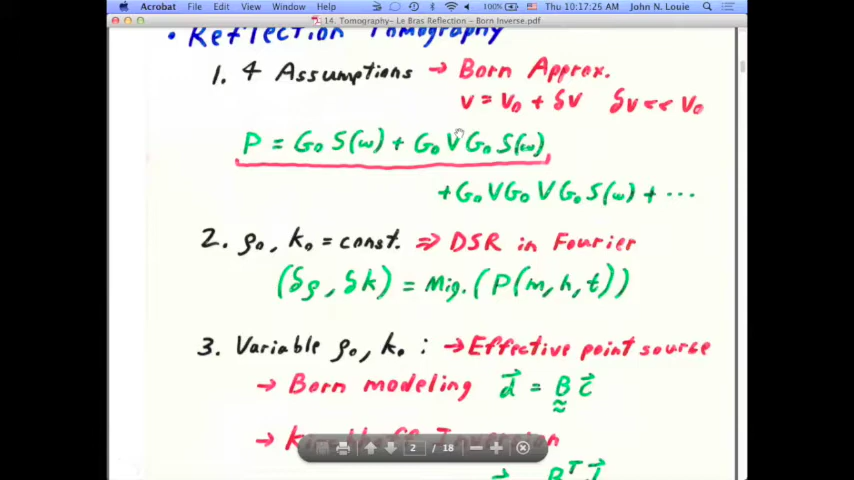 Acrobat File Edit View Window Help 100% Thu 10:17:25 AM John N. Louie
14. Tomography– Le Bras Reflection – Born Inverse.pdf
• Reflection Tomography
1. 4 Assumptions → Born Approx.
v = v₀ + δv δv << v₀
P = G₀ S(ω) + G₀ V G₀ S(ω)
+ G₀ V G₀ V G₀ S(ω) + ···
2. ρ₀, k₀ = const. ⇒ DSR in Fourier
(δρ, δk) = Mig. (P(m, h, t))
3. Variable ρ₀, k₀ : → Effective point source
→ Born modeling d⃗ = B c⃗
2 / 18